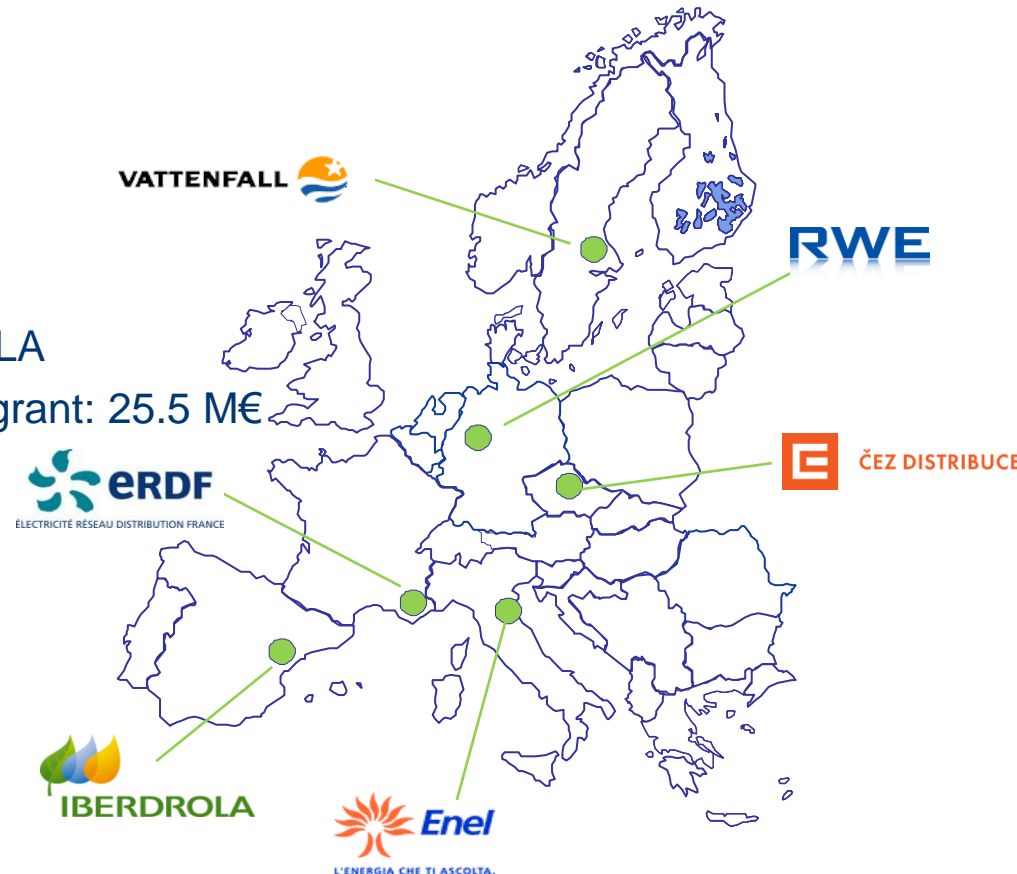 VATTENFALL
RWE
LA
grant: 25.5 M€
eRDF
ÉLECTRICITÉ RÉSEAU DISTRIBUTION FRANCE
ČEZ DISTRIBUCE
IBERDROLA
Enel
L'ENERGIA CHE TI ASCOLTA.